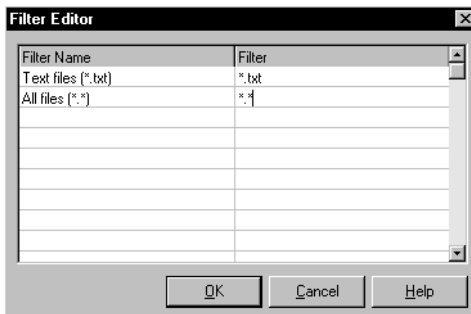 Filter Editor
Filter Name Filter
Text files (*.txt) *.txt
All files (*.*) *.*
OK Cancel Help